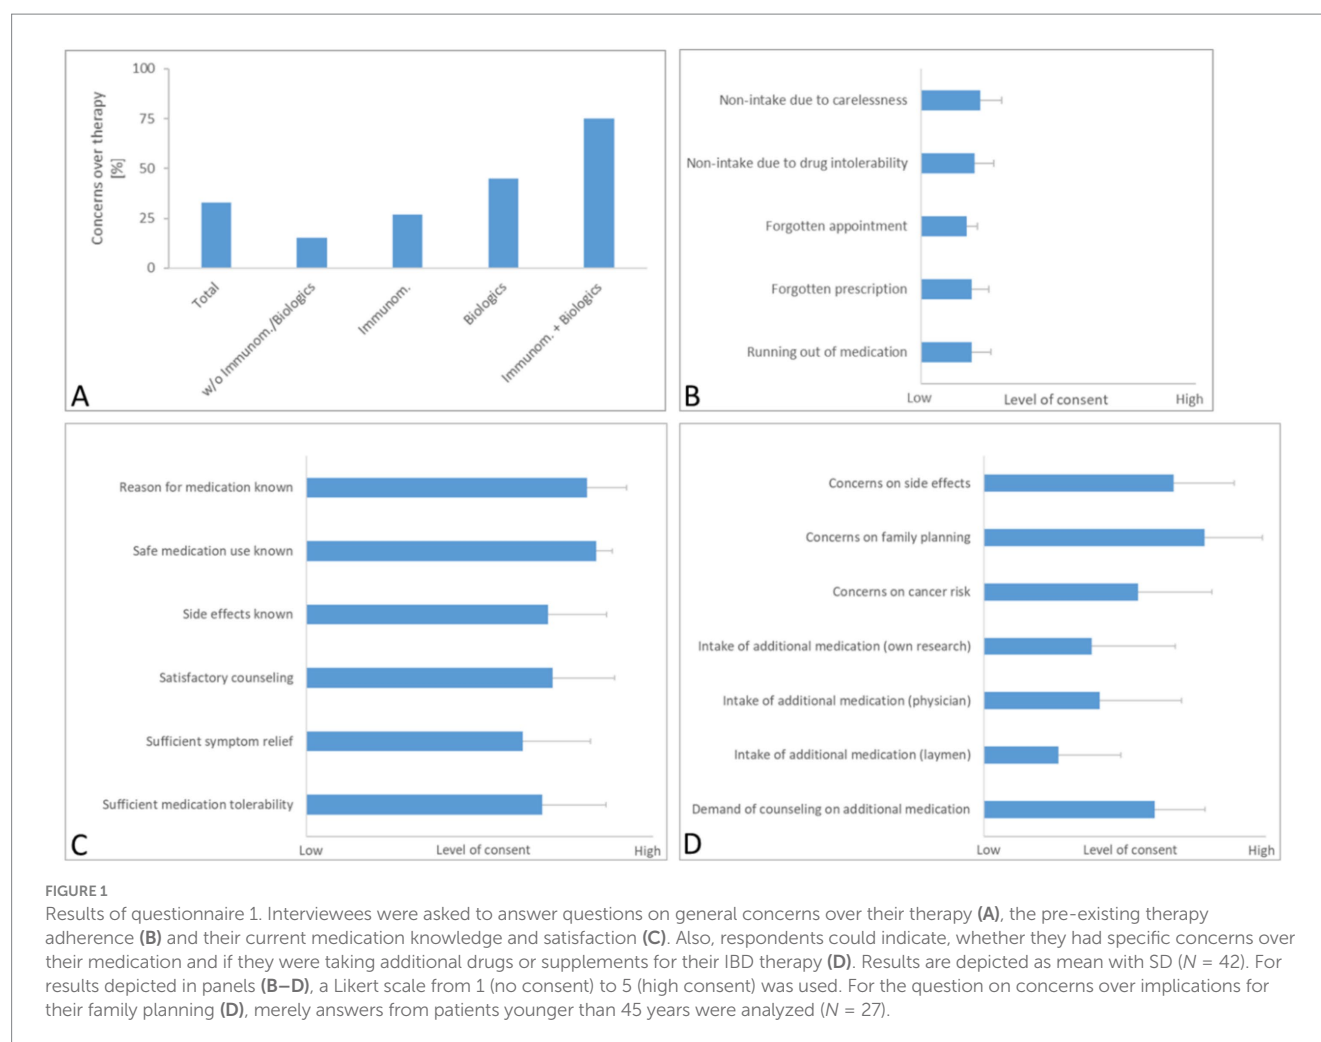 100
75
50
25
0
Concerns over therapy
[%]
Total
w/o Immunom./Biologics
Immunom.
Biologics
Immunom. + Biologics
A
Non-intake due to carelessness
Non-intake due to drug intolerability
Forgotten appointment
Forgotten prescription
Running out of medication
Low Level of consent High
B
Reason for medication known
Safe medication use known
Side effects known
Satisfactory counseling
Sufficient symptom relief
Sufficient medication tolerability
Low Level of consent High
C
Concerns on side effects
Concerns on family planning
Concerns on cancer risk
Intake of additional medication (own research)
Intake of additional medication (physician)
Intake of additional medication (laymen)
Demand of counseling on additional medication
Low Level of consent High
D
FIGURE 1
Results of questionnaire 1. Interviewees were asked to answer questions on general concerns over their therapy (A), the pre-existing therapy
adherence (B) and their current medication knowledge and satisfaction (C). Also, respondents could indicate, whether they had specific concerns over
their medication and if they were taking additional drugs or supplements for their IBD therapy (D). Results are depicted as mean with SD (N = 42). For
results depicted in panels (B–D), a Likert scale from 1 (no consent) to 5 (high consent) was used. For the question on concerns over implications for
their family planning (D), merely answers from patients younger than 45 years were analyzed (N = 27).